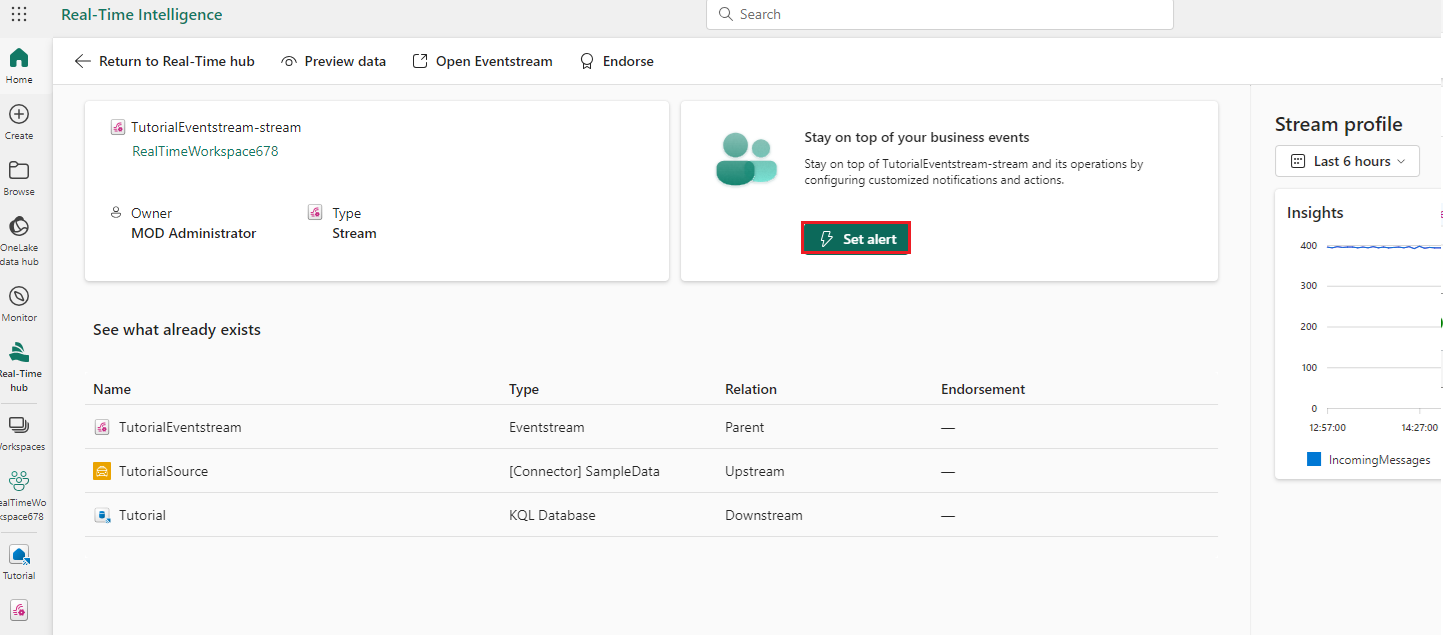 Real-Time Intelligence
Search
Home
Create
Browse
OneLake
data hub
Monitor
Real-Time
hub
Workspaces
RealTimeWo
rkspace678
Tutorial
Return to Real-Time hub
Preview data
Open Eventstream
Endorse
TutorialEventstream-stream
RealTimeWorkspace678
Owner
MOD Administrator
Type
Stream
Stay on top of your business events
Stay on top of TutorialEventstream-stream and its operations by
configuring customized notifications and actions.
Set alert
See what already exists
Name Type Relation Endorsement
TutorialEventstream Eventstream Parent —
TutorialSource [Connector] SampleData Upstream —
Tutorial KQL Database Downstream —
Stream profile
Last 6 hours
Insights
400
300
200
100
0
12:57:00 14:27:00
IncomingMessages